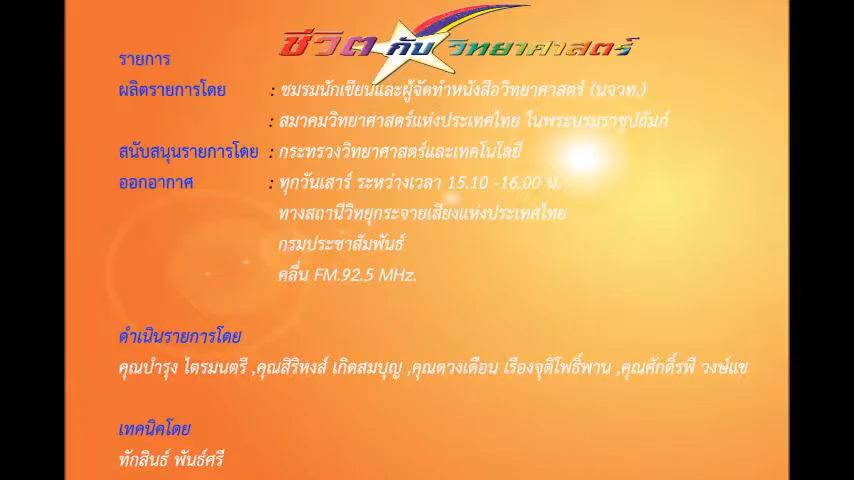 ชีวิต กับ วิทยาศาสตร์
รายการ
ผลิตรายการโดย : ชมรมนักเขียนและผู้จัดทำหนังสือวิทยาศาสตร์ (นจวท.)
: สมาคมวิทยาศาสตร์แห่งประเทศไทย ในพระบรมราชูปถัมภ์
สนับสนุนรายการโดย : กระทรวงวิทยาศาสตร์และเทคโนโลยี
ออกอากาศ : ทุกวันเสาร์ ระหว่างเวลา 15.10 -16.00 น.
ทางสถานีวิทยุกระจายเสียงแห่งประเทศไทย
กรมประชาสัมพันธ์
คลื่น FM.92.5 MHz.
ดำเนินรายการโดย
คุณบำรุง ไตรมนตรี ,คุณสิริหงส์ เกิดสมบุญ ,คุณดวงเดือน เรืองจุติโพธิ์พาน ,คุณศักดิ์รพี วงษ์แข
เทคนิคโดย
ทักสินธ์ พันธ์ศรี